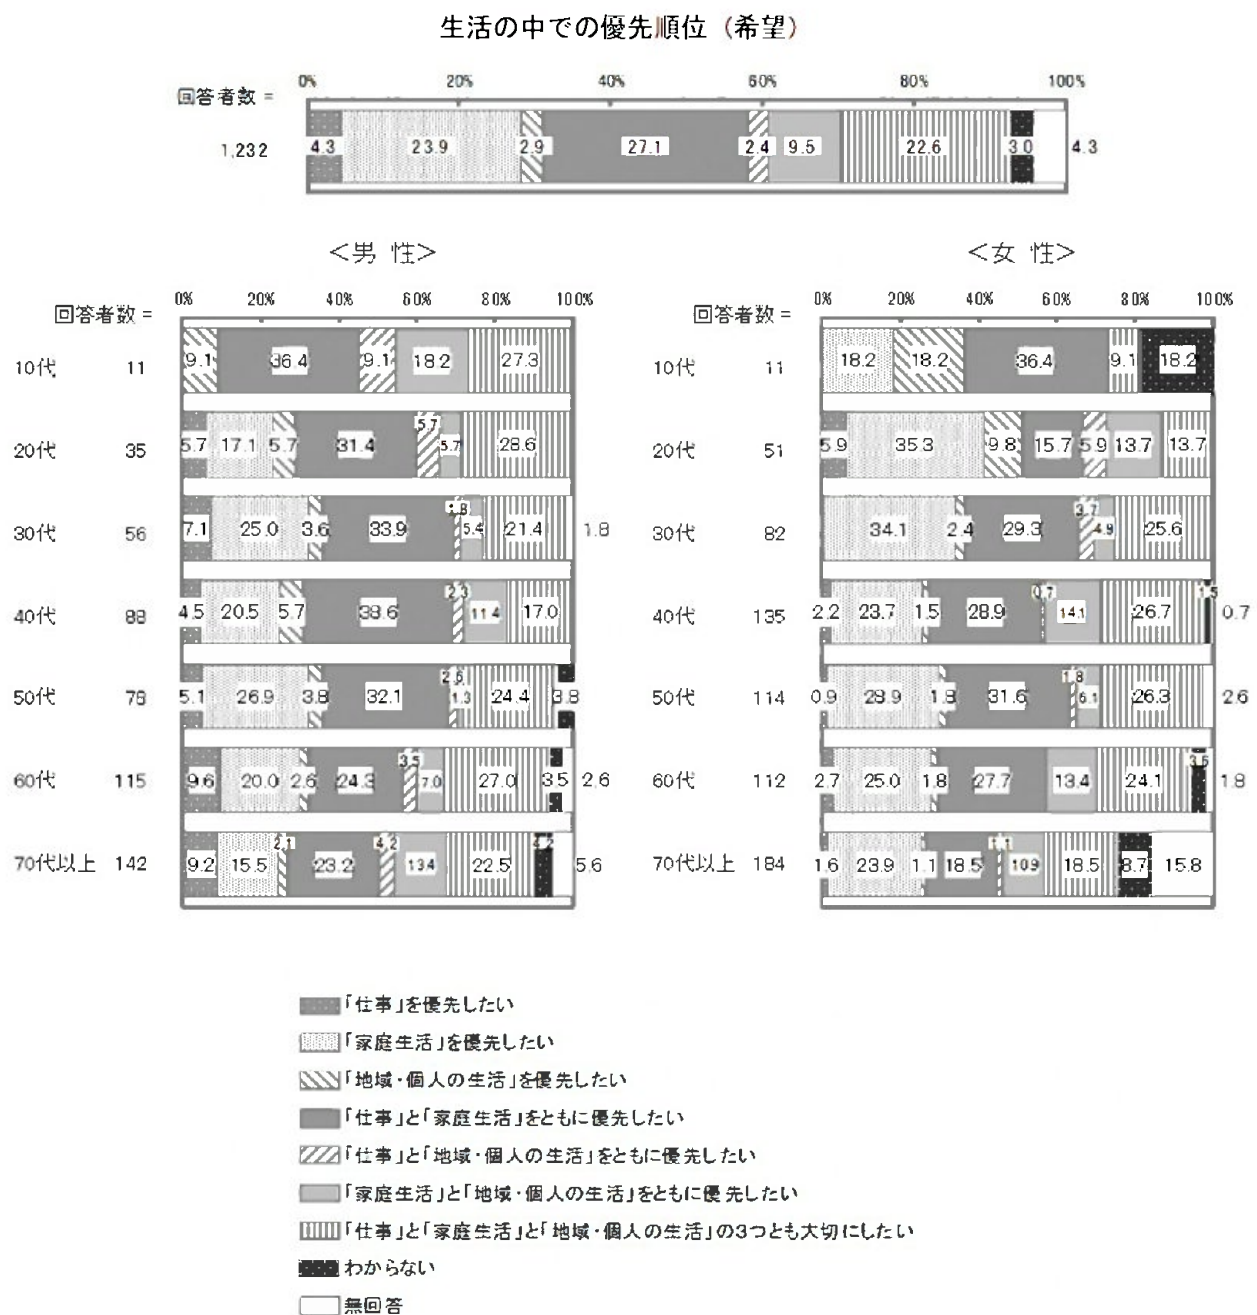 生活の中での優先順位（希望）
0% 20% 40% 60% 80% 100%
回答者数 =
1,232 4.3 23.9 2.9 27.1 2.4 9.5 22.6 3.0 4.3
＜男 性＞
0% 20% 40% 60% 80% 100%
回答者数 =
10代 11 9.1 36.4 9.1 18.2 27.3
20代 35 5.7 17.1 5.7 31.4 5.7 5.7 28.6
30代 56 7.1 25.0 3.6 33.9 1.8 5.4 21.4 1.8
40代 88 4.5 20.5 5.7 38.6 2.3 11.4 17.0
50代 78 5.1 26.9 3.8 32.1 2.6 1.3 24.4 3.8
60代 115 9.6 20.0 2.6 24.3 3.5 7.0 27.0 3.5 2.6
70代以上 142 9.2 15.5 2.1 23.2 4.2 13.4 22.5 4.2 5.6
＜女 性＞
0% 20% 40% 60% 80% 100%
回答者数 =
10代 11 18.2 18.2 36.4 9.1 18.2
20代 51 5.9 35.3 9.8 15.7 5.9 13.7 13.7
30代 82 34.1 2.4 29.3 3.7 4.9 25.6
40代 135 2.2 23.7 1.5 28.9 0.7 14.1 26.7 1.5 0.7
50代 114 0.9 28.9 1.8 31.6 1.8 6.1 26.3 2.6
60代 112 2.7 25.0 1.8 27.7 13.4 24.1 3.6 1.8
70代以上 184 1.6 23.9 1.1 18.5 1.1 10.9 18.5 8.7 15.8
「仕事」を優先したい
「家庭生活」を優先したい
「地域・個人の生活」を優先したい
「仕事」と「家庭生活」をともに優先したい
「仕事」と「地域・個人の生活」をともに優先したい
「家庭生活」と「地域・個人の生活」をともに優先したい
「仕事」と「家庭生活」と「地域・個人の生活」の3つとも大切にしたい
わからない
無回答